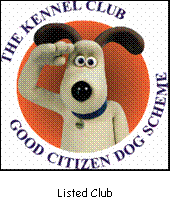 THE KENNEL CLUB
GOOD CITIZEN DOG SCHEME
Listed Club